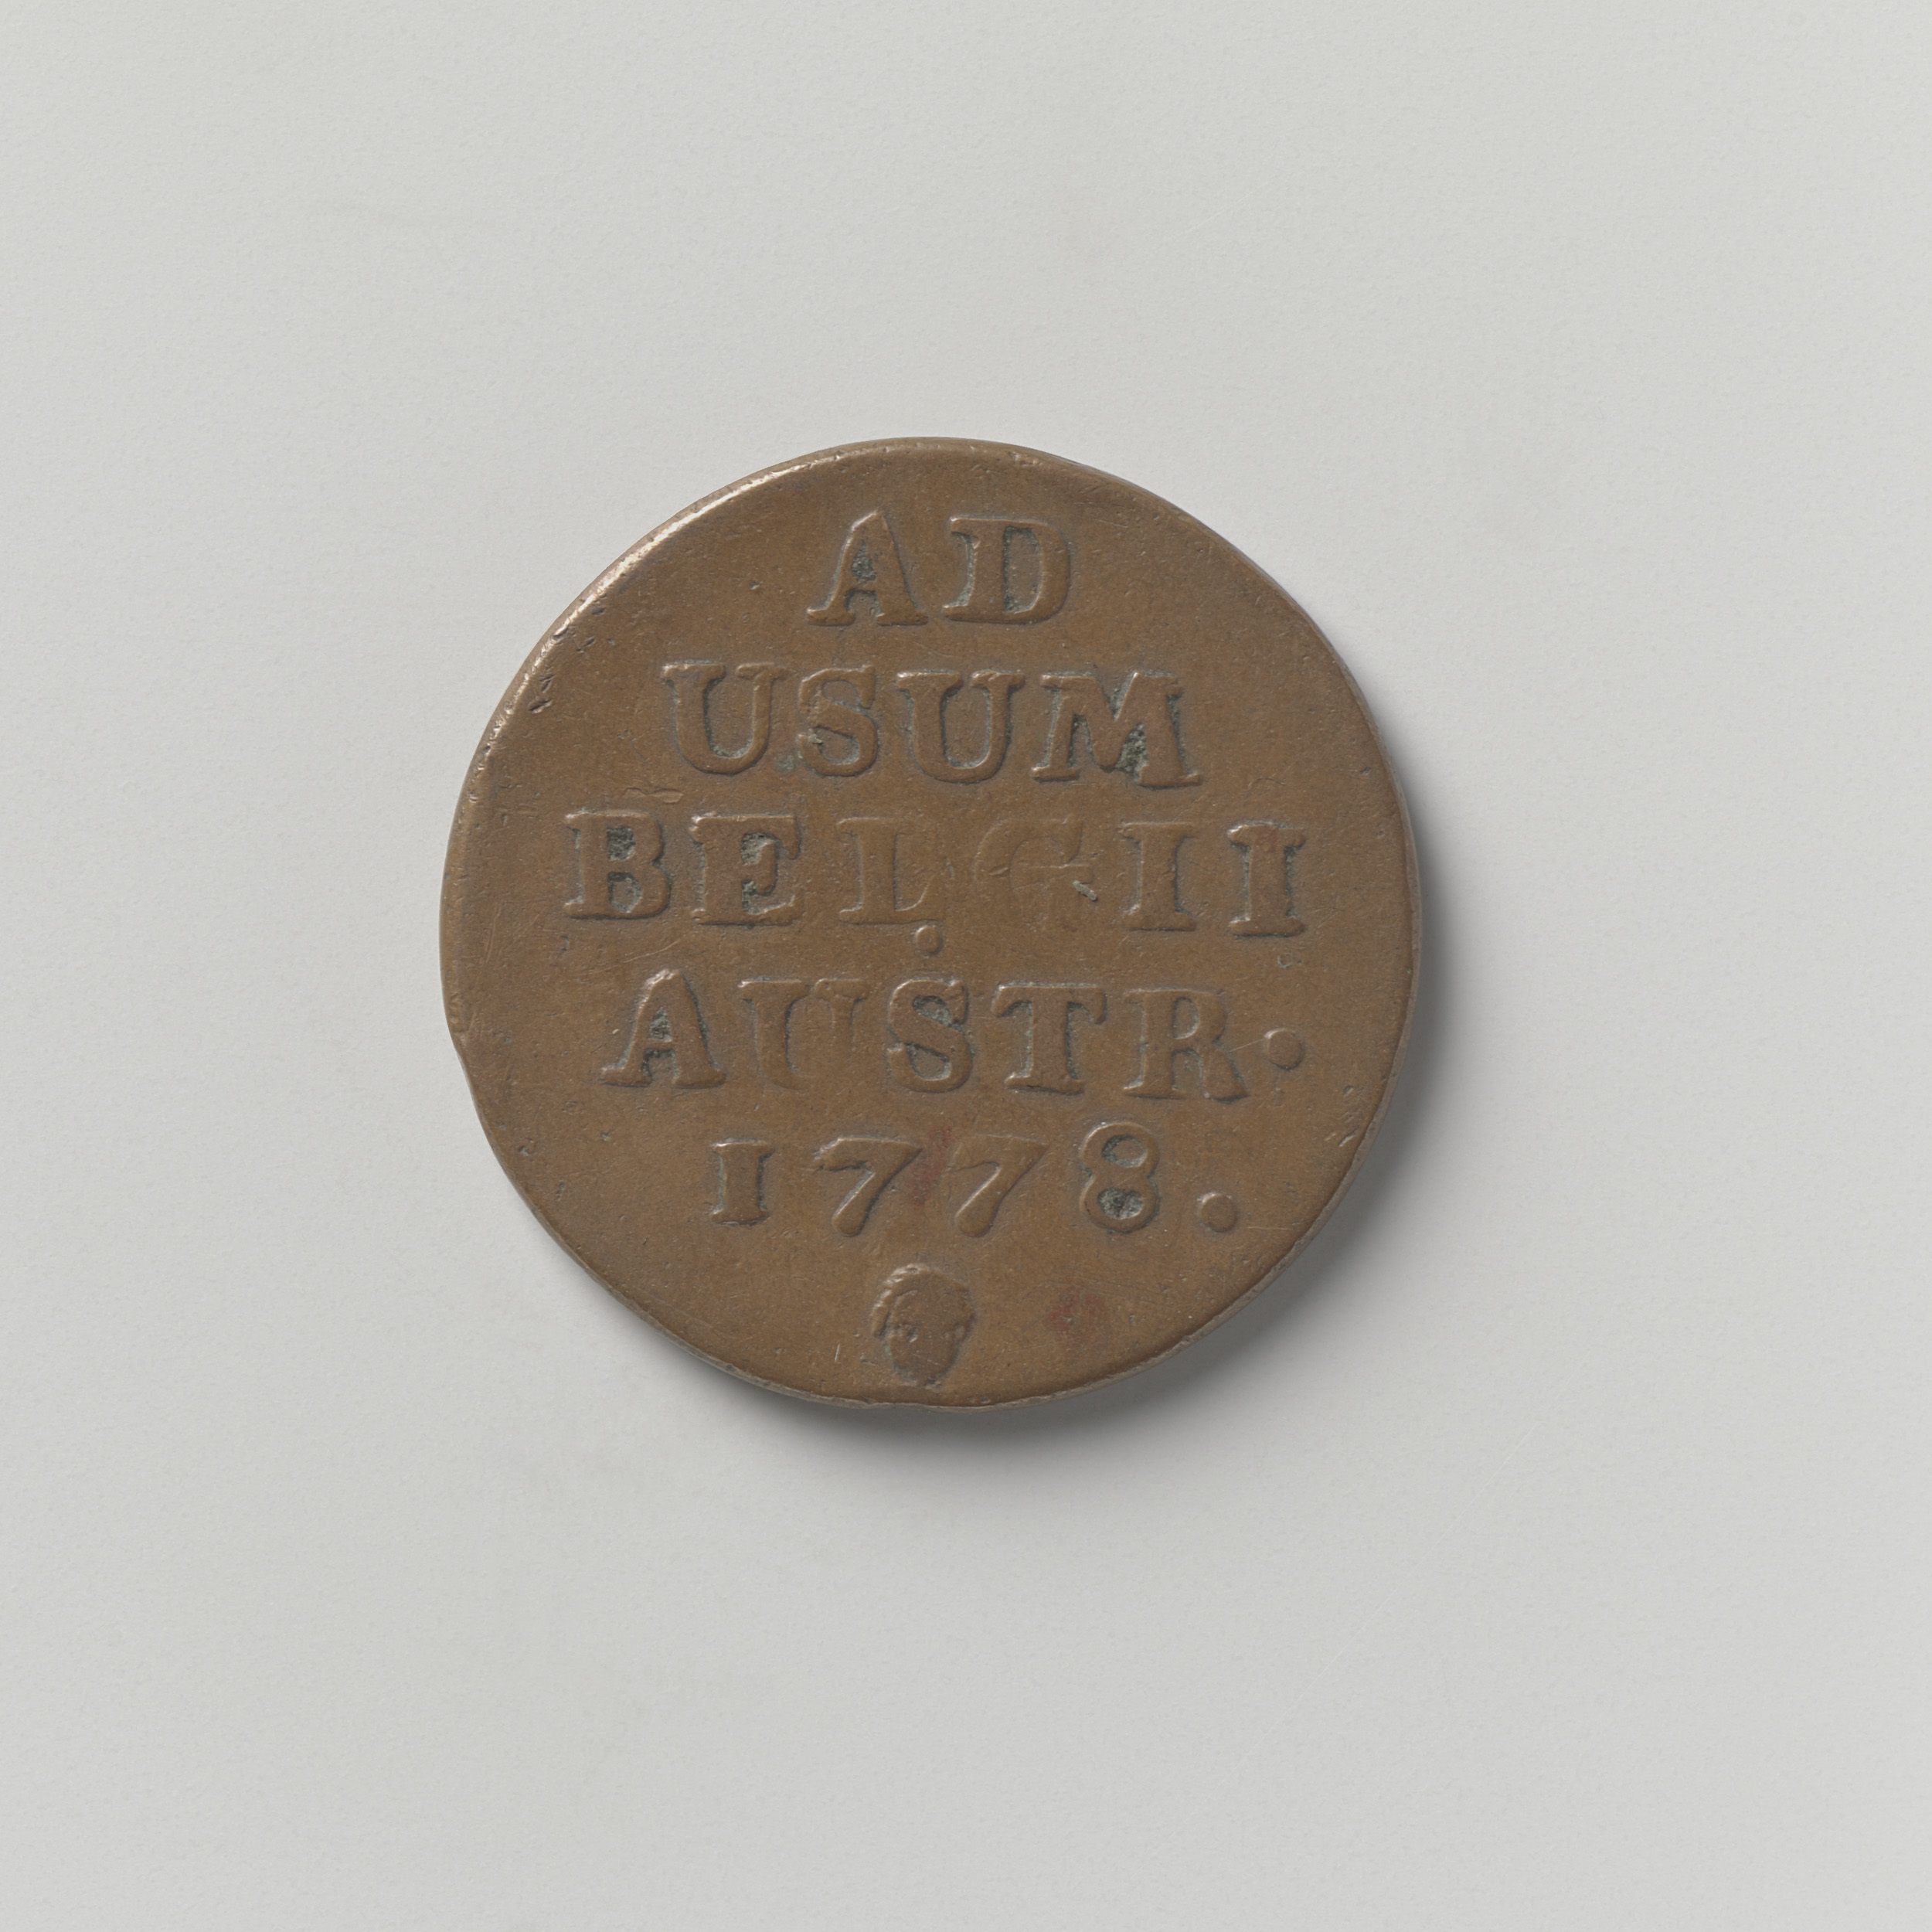 AD
USUM
BELGII
AUSTR.
1778.